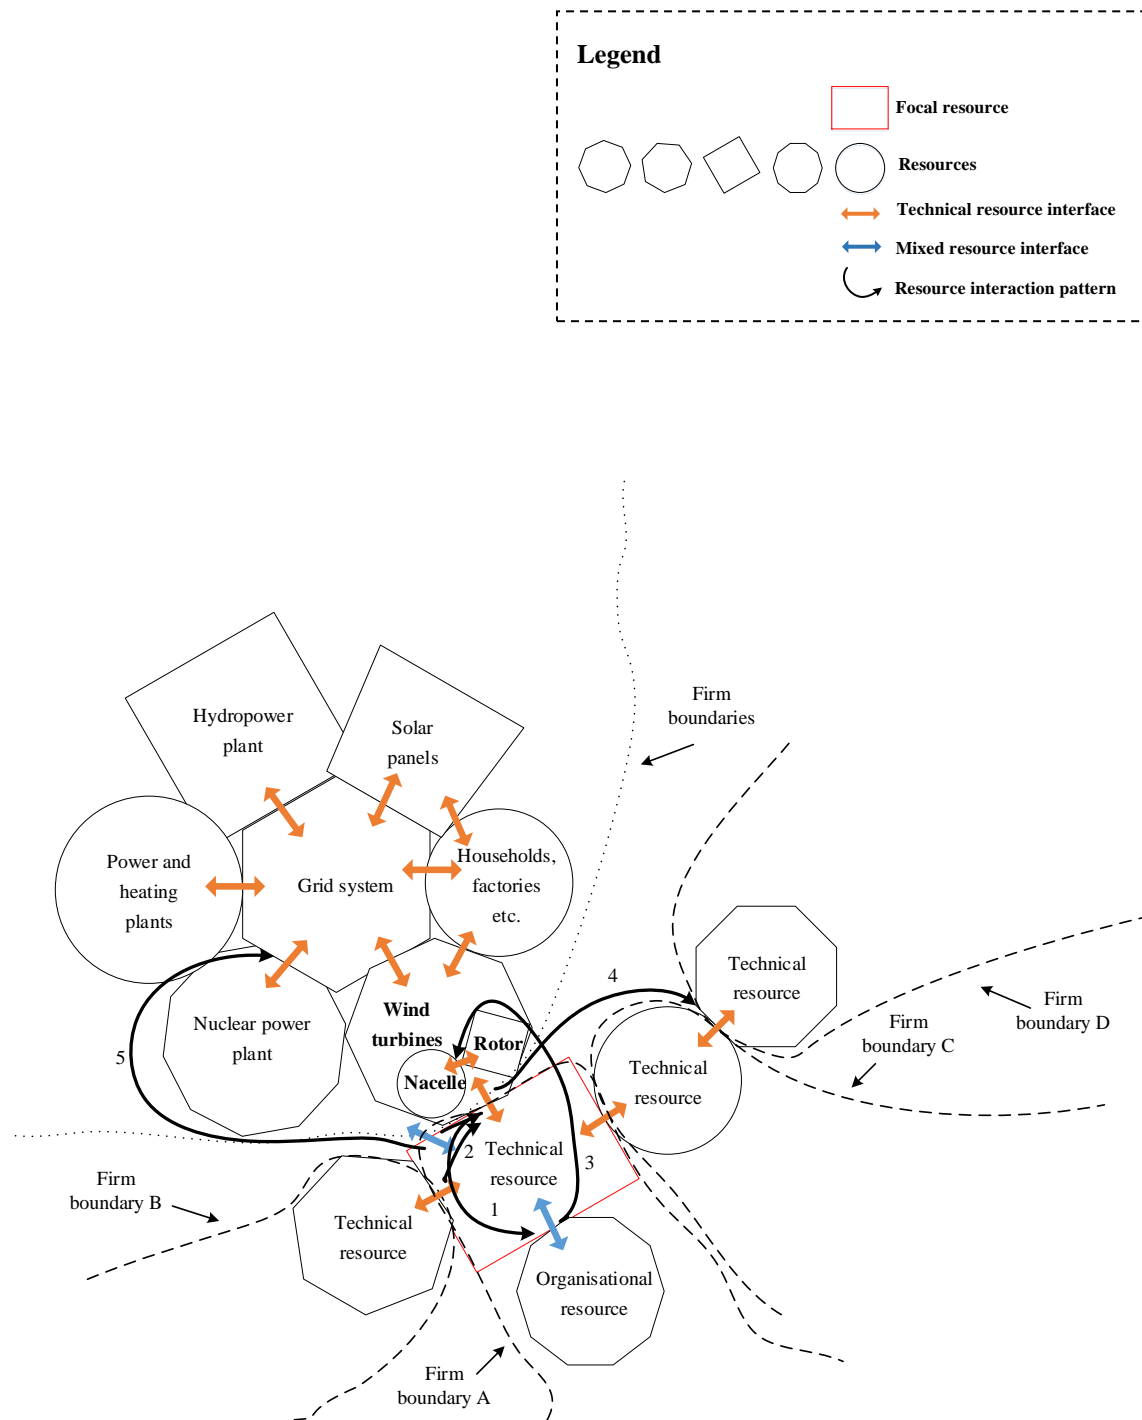 Legend
Focal resource
Resources
Technical resource interface
Mixed resource interface
Resource interaction pattern
Firm
boundaries
Hydropower
plant
Solar
panels
Power and
heating
plants
Grid system
Households,
factories
etc.
Technical
resource
4
Firm
boundary D
Firm
boundary C
Nuclear power
plant
Wind
turbines
Rotor
Nacelle
5
Technical
resource
Technical
resource
2
3
1
Firm
boundary B
Technical
resource
Organisational
resource
Firm
boundary A